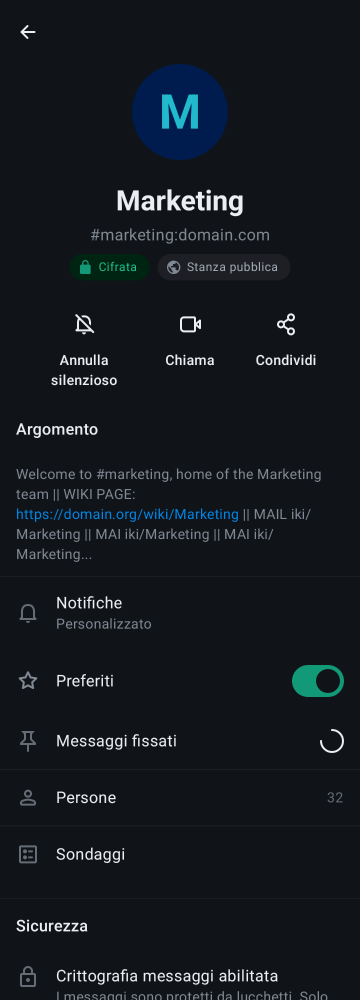 M
Marketing
#marketing:domain.com
Cifrata
Stanza pubblica
Annulla
silenzioso
Chiama
Condividi
Argomento
Welcome to #marketing, home of the Marketing
team || WIKI PAGE:
https://domain.org/wiki/Marketing || MAIL iki/
Marketing || MAI iki/Marketing || MAI iki/
Marketing...
Notifiche
Personalizzato
Preferiti
Messaggi fissati
Persone
32
Sondaggi
Sicurezza
Crittografia messaggi abilitata
I messaggi sono protetti da lucchetti. Solo